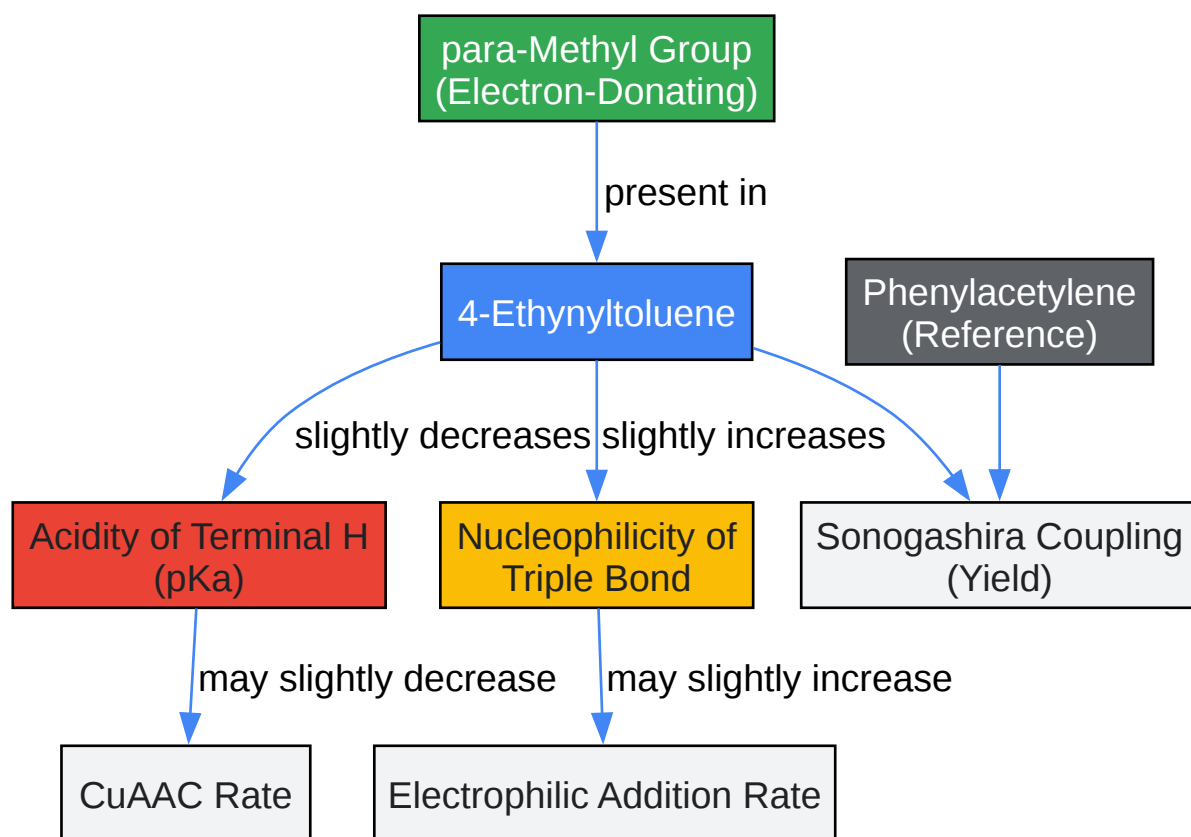 para-Methyl Group
(Electron-Donating)
present in
4-Ethynyltoluene
Phenylacetylene
(Reference)
slightly decreases
slightly increases
Acidity of Terminal H
(pKa)
Nucleophilicity of
Triple Bond
Sonogashira Coupling
(Yield)
may slightly decrease
may slightly increase
CuAAC Rate
Electrophilic Addition Rate